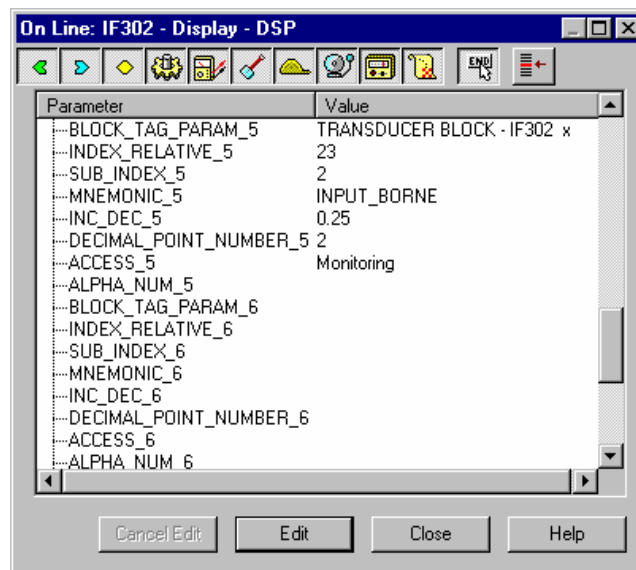 On Line: IF302 - Display - DSP
END
Parameter Value
BLOCK_TAG_PARAM_5 TRANSDUCER BLOCK - IF302 x
INDEX_RELATIVE_5 23
SUB_INDEX_5 2
MNEMONIC_5 INPUT_BORNE
INC_DEC_5 0.25
DECIMAL_POINT_NUMBER_5 2
ACCESS_5 Monitoring
ALPHA_NUM_5
BLOCK_TAG_PARAM_6
INDEX_RELATIVE_6
SUB_INDEX_6
MNEMONIC_6
INC_DEC_6
DECIMAL_POINT_NUMBER_6
ACCESS_6
ALPHA_NUM_6
Cancel Edit Edit Close Help